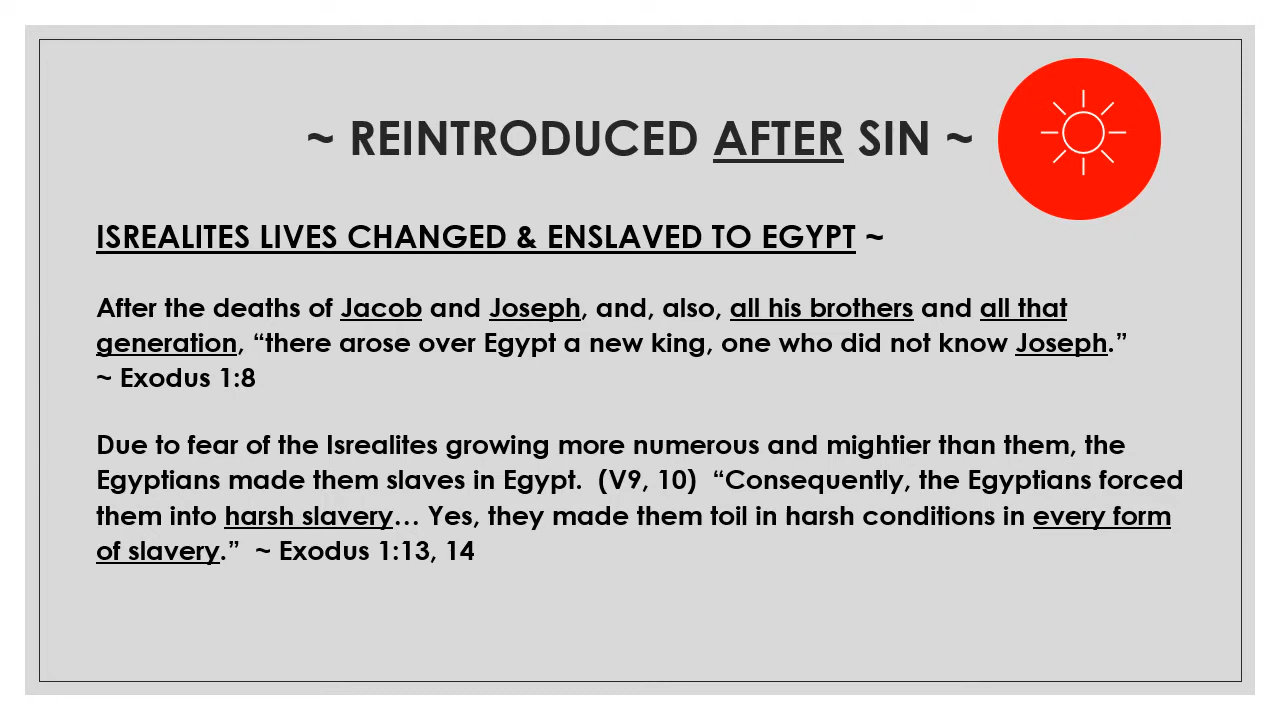 ~ REINTRODUCED AFTER SIN ~
ISREALITES LIVES CHANGED & ENSLAVED TO EGYPT ~
After the deaths of Jacob and Joseph, and, also, all his brothers and all that
generation, “there arose over Egypt a new king, one who did not know Joseph.”
~ Exodus 1:8
Due to fear of the Isrealites growing more numerous and mightier than them, the
Egyptians made them slaves in Egypt.  (V9, 10)  “Consequently, the Egyptians forced
them into harsh slavery… Yes, they made them toil in harsh conditions in every form
of slavery.”  ~ Exodus 1:13, 14